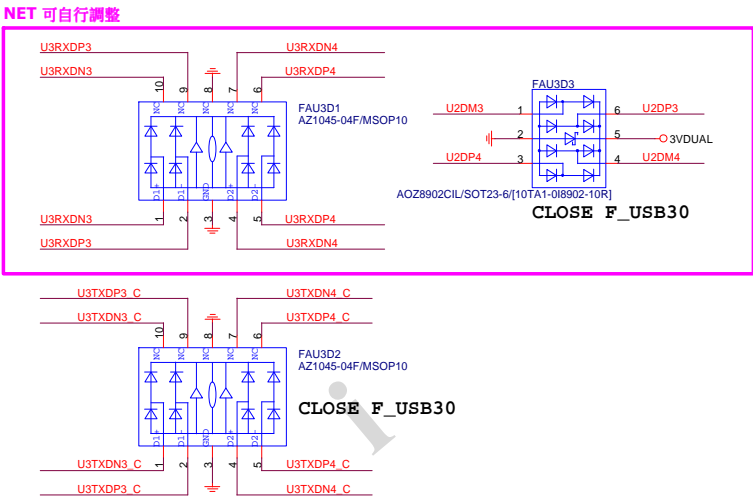 NET 可自行調整
U3RXDP3
U3RXDN4
U3RXDN3
U3RXDP4
10
9
8
7
6
NC
NC
NC
NC
NC
FAU3D1
AZ1045-04F/MSOP10
D1+
D1-
GND
D2+
D2-
1
2
3
4
5
U3RXDN3
U3RXDP4
U3RXDP3
U3RXDN4
FAU3D3
U2DM3
1
6
U2DP3
2
5
3VDUAL
U2DP4
3
4
U2DM4
AOZ8902CIL/SOT23-6/[10TA1-0I8902-10R]
CLOSE F_USB30
U3TXDP3_C
U3TXDN4_C
U3TXDN3_C
U3TXDP4_C
10
9
8
7
6
NC
NC
NC
NC
NC
FAU3D2
AZ1045-04F/MSOP10
CLOSE F_USB30
D1+
D1-
GND
D2+
D2-
1
2
3
4
5
U3TXDN3_C
U3TXDP4_C
U3TXDP3_C
U3TXDN4_C